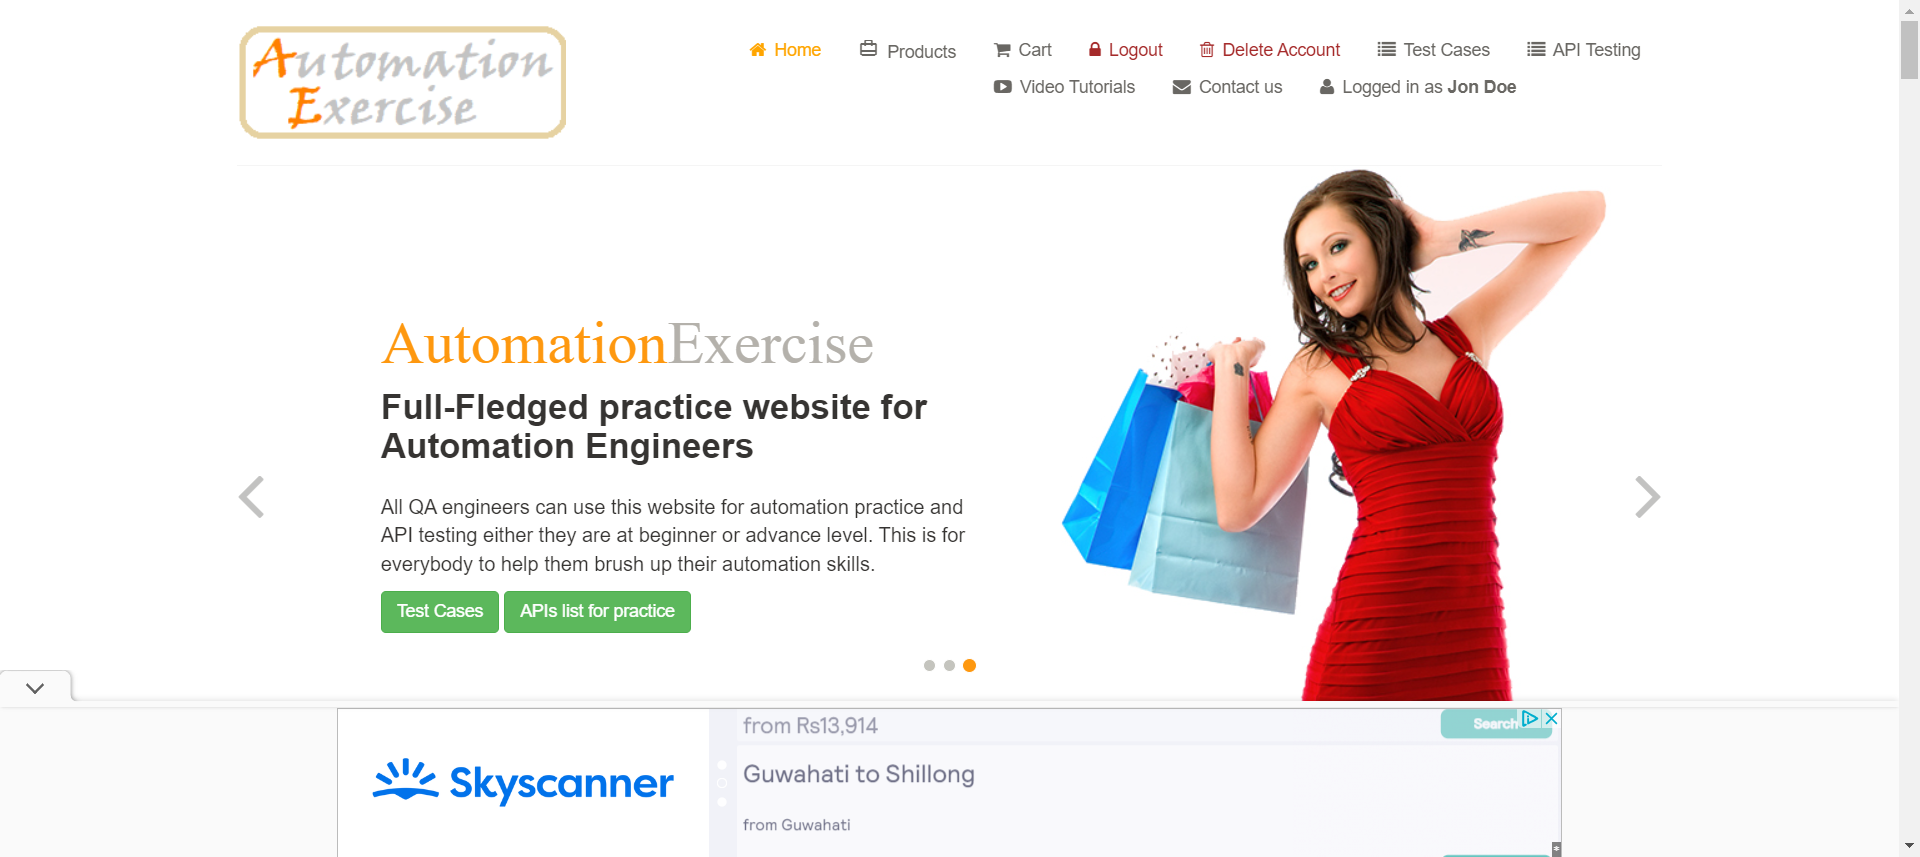 Automation
Exercise
Home Products Cart Logout Delete Account Test Cases API Testing
Video Tutorials Contact us Logged in as Jon Doe
AutomationExercise
Full-Fledged practice website for
Automation Engineers
All QA engineers can use this website for automation practice and
API testing either they are at beginner or advance level. This is for
everybody to help them brush up their automation skills.
Test Cases APIs list for practice
Skyscanner
from Rs13,914
Search
Guwahati to Shillong
from Guwahati